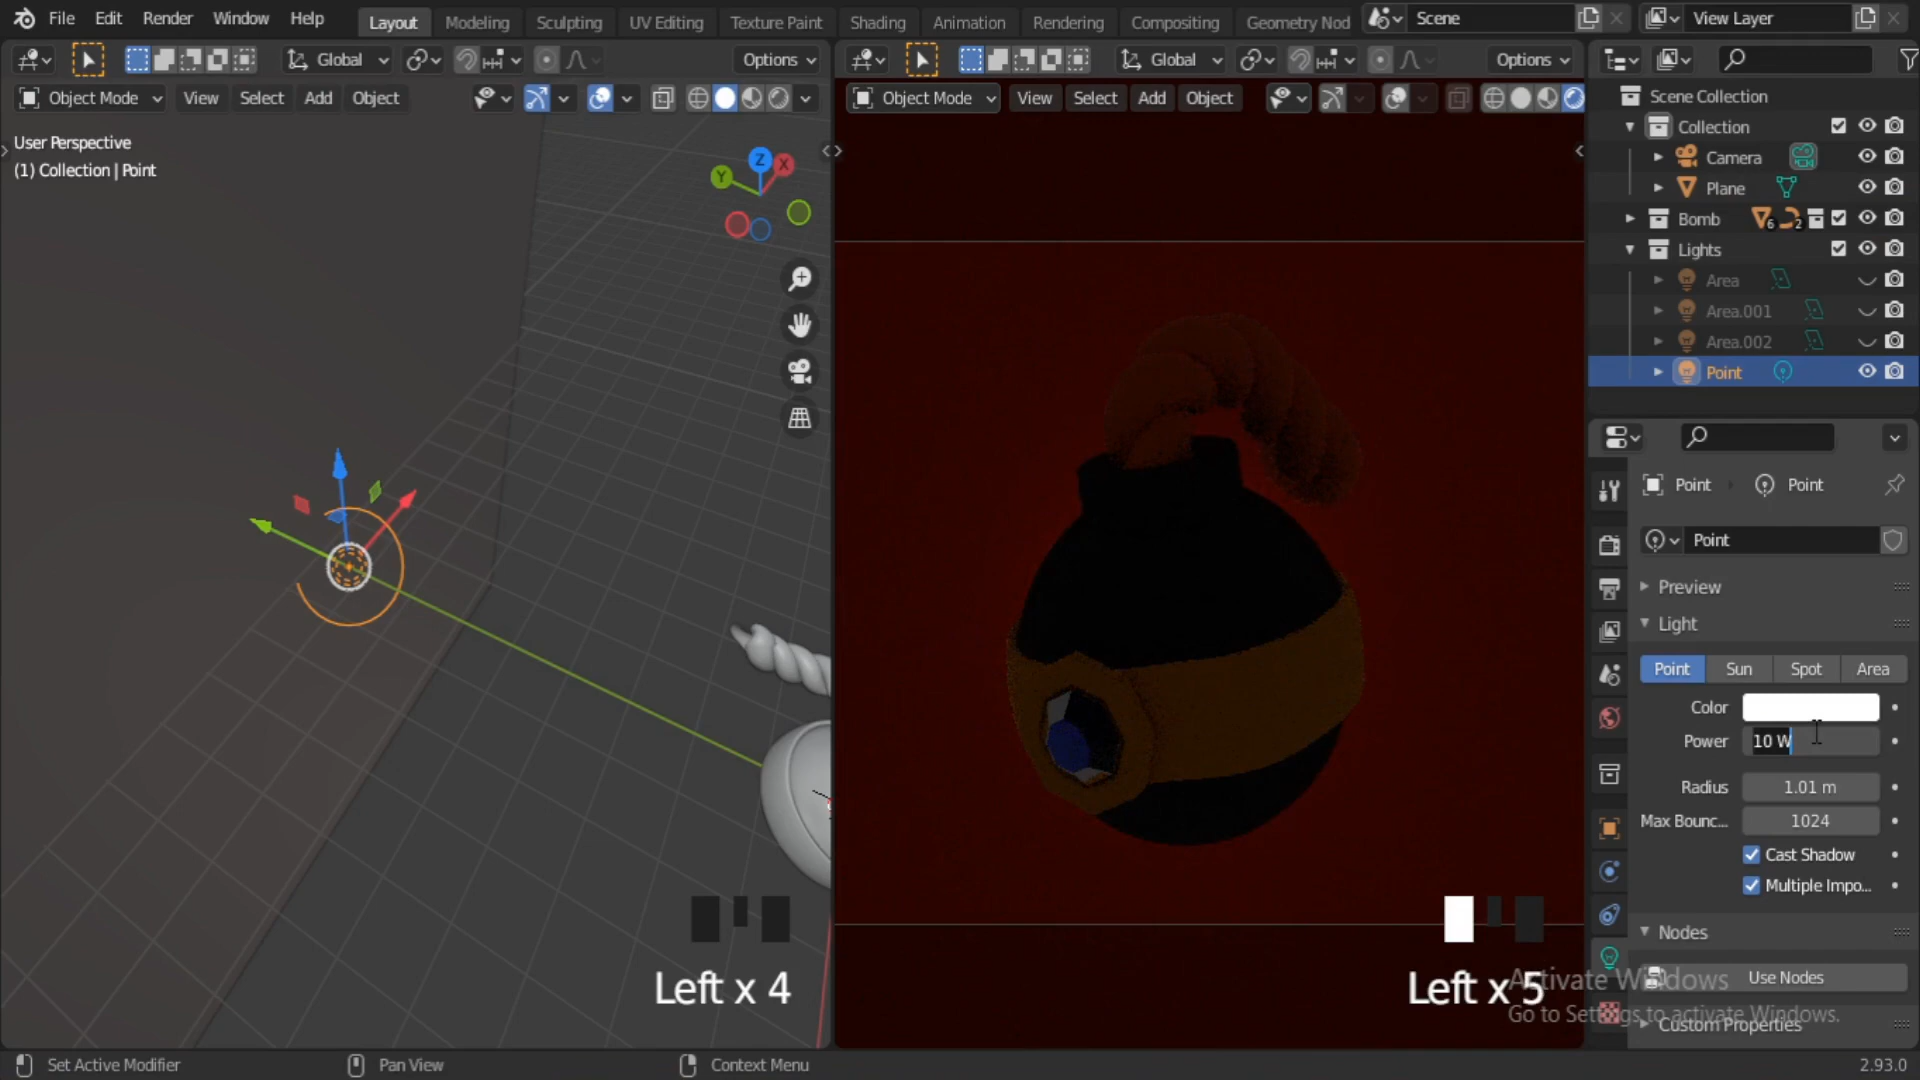 File Edit Render Window Help Layout Modeling Sculpting UV Editing Texture Paint Shading Animation Rendering Compositing Geometry Nod Scene View Layer
Global Options Global Options
Object Mode View Select Add Object Object Mode View Select Add Object
User Perspective
(1) Collection | Point
Z X Y
Scene Collection
Collection
Camera
Plane
Bomb 6 2
Lights
Area
Area.001
Area.002
Point
Point Point
Point
Preview
Light
Point Sun Spot Area
Color
Power 10 W
Radius 1.01 m
Max Bounc... 1024
Cast Shadow
Multiple Impo...
Nodes
Use Nodes
Custom Properties
Left x 4
Left x 5
Activate Windows
Go to Settings to activate Windows.
Set Active Modifier Pan View Context Menu 2.93.0